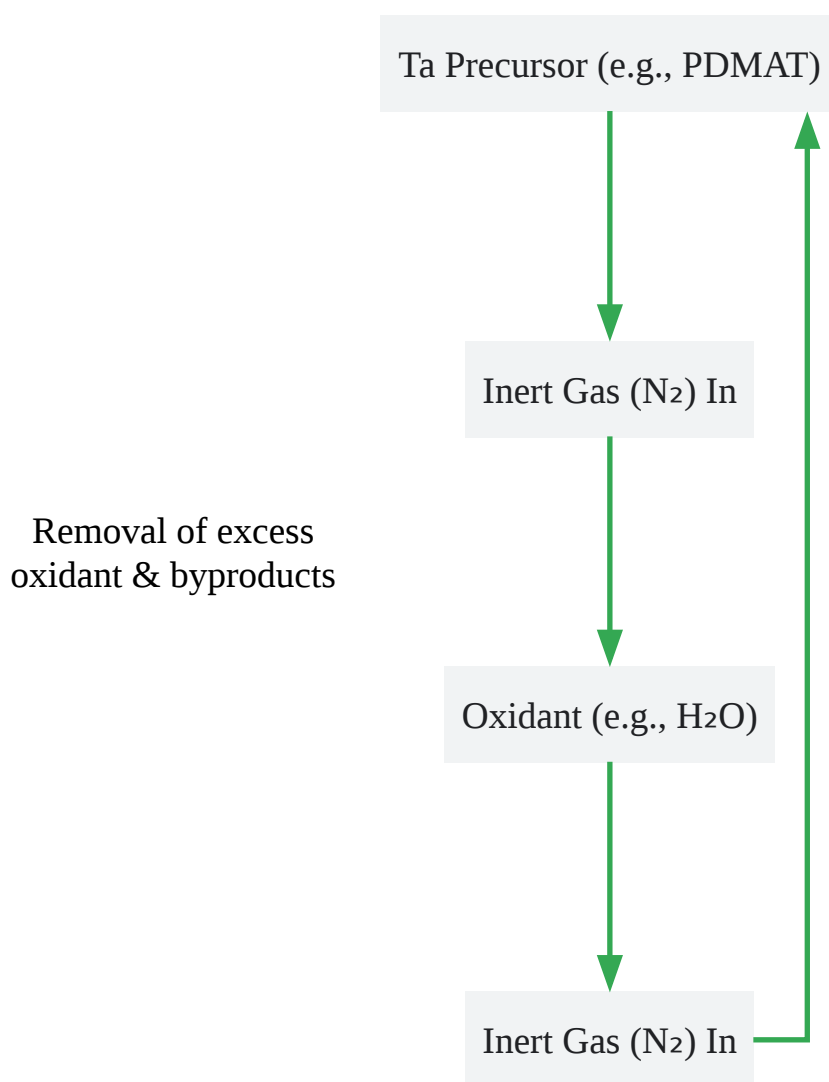 Ta Precursor (e.g., PDMAT)
Inert Gas (N₂) In
Removal of excess
oxidant & byproducts
Oxidant (e.g., H₂O)
Inert Gas (N₂) In